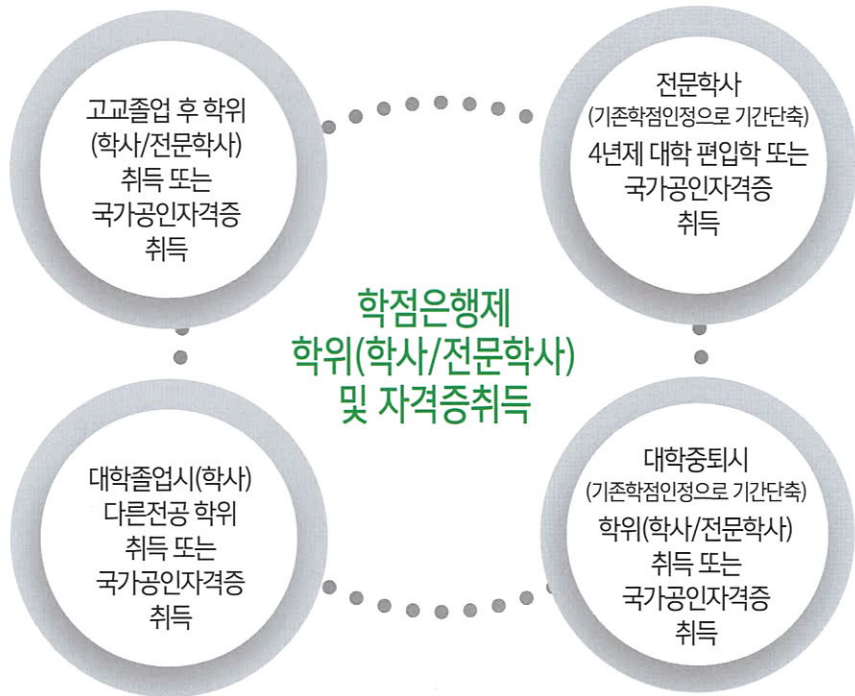 고교졸업 후 학위
(학사/전문학사)
취득 또는
국가공인자격증
취득
전문학사
(기존학점인정으로 기간단축)
4년제 대학 편입학 또는
국가공인자격증
취득
학점은행제
학위(학사/전문학사)
및 자격증취득
대학졸업시(학사)
다른전공 학위
취득 또는
국가공인자격증
취득
대학중퇴시
(기존학점인정으로 기간단축)
학위(학사/전문학사)
취득 또는
국가공인자격증
취득